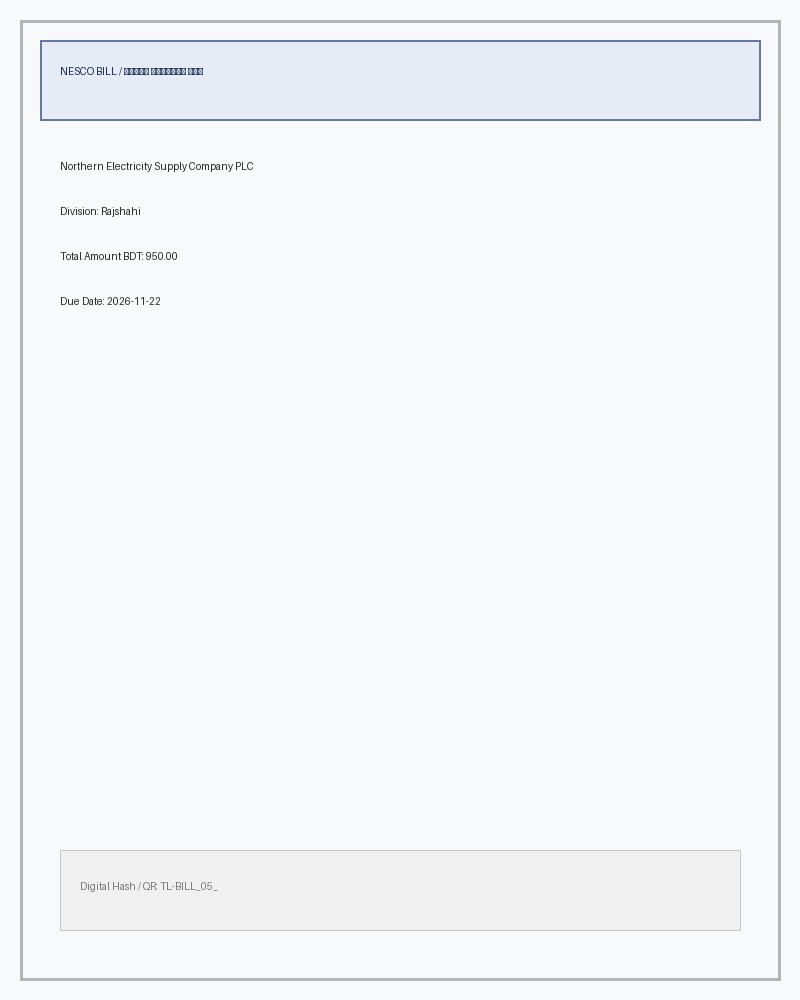 NESCO BILL /
Northern Electricity Supply Company PLC
Division: Rajshahi
Total Amount BDT: 950.00
Due Date: 2026-11-22
Digital Hash / QR: TL-BILL_05_